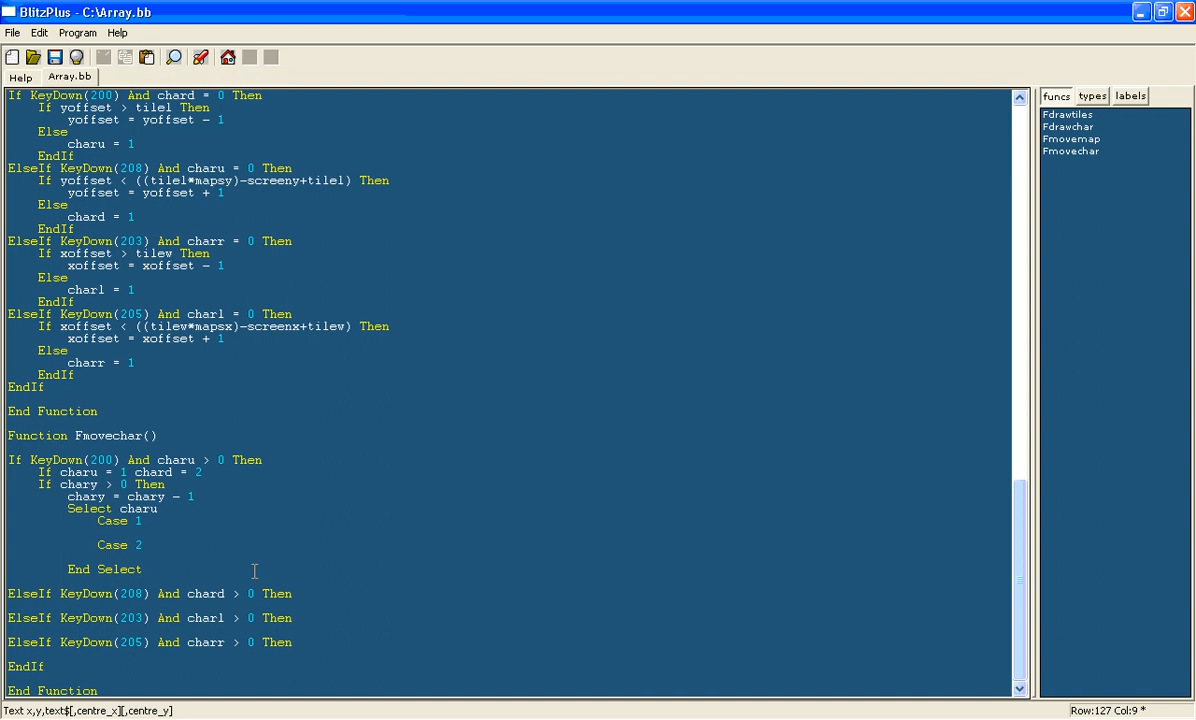 BlitzPlus - C:\Array.bb
File Edit Program Help
Help Array.bb
If KeyDown(200) And chard = 0 Then
If yoffset > tilel Then
yoffset = yoffset - 1
Else
charu = 1
EndIf
ElseIf KeyDown(208) And charu = 0 Then
If yoffset < ((tilel*mapsy)-screeny+tilel) Then
yoffset = yoffset + 1
Else
chard = 1
EndIf
ElseIf KeyDown(203) And charr = 0 Then
If xoffset > tilew Then
xoffset = xoffset - 1
Else
charl = 1
EndIf
ElseIf KeyDown(205) And charl = 0 Then
If xoffset < ((tilew*mapsx)-screenx+tilew) Then
xoffset = xoffset + 1
Else
charr = 1
EndIf
EndIf
End Function
Function Fmovechar()
If KeyDown(200) And charu > 0 Then
If charu = 1 chard = 2
If chary > 0 Then
chary = chary - 1
Select charu
Case 1
Case 2
End Select
ElseIf KeyDown(208) And chard > 0 Then
ElseIf KeyDown(203) And charl > 0 Then
ElseIf KeyDown(205) And charr > 0 Then
EndIf
End Function
funcs types labels
Fdrawtiles
Fdrawchar
Fmovemap
Fmovechar
Text x,y,text$[,centre_x][,centre_y]
Row:127 Col:9 *